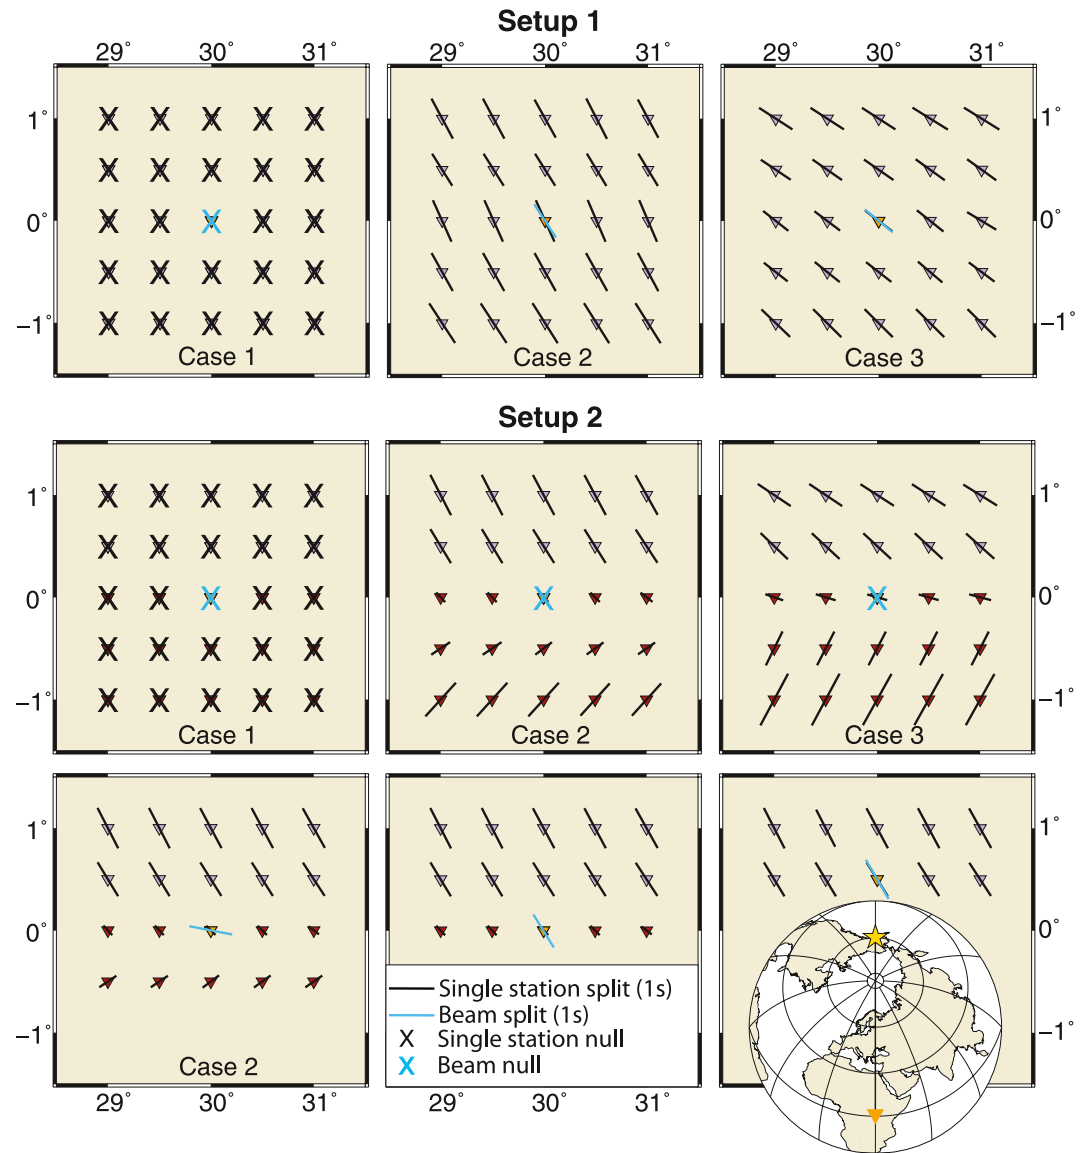 Setup 1
29° 30° 31° 29° 30° 31° 29° 30° 31°
1° X X X X X
X X X X X
0° X X X X X 0°
X X X X X
−1° X X X X X −1°
Case 1 Case 2 Case 3
Setup 2
1° X X X X X 1°
X X X X X
0° X X X X X X X 0°
X X X X X
−1° X X X X X −1°
Case 1 Case 2 Case 3
1° 1°
0° 0°
−1° −1°
Case 2
Single station split (1s)
Beam split (1s)
X Single station null
X Beam null
29° 30° 31° 29° 30° 31°